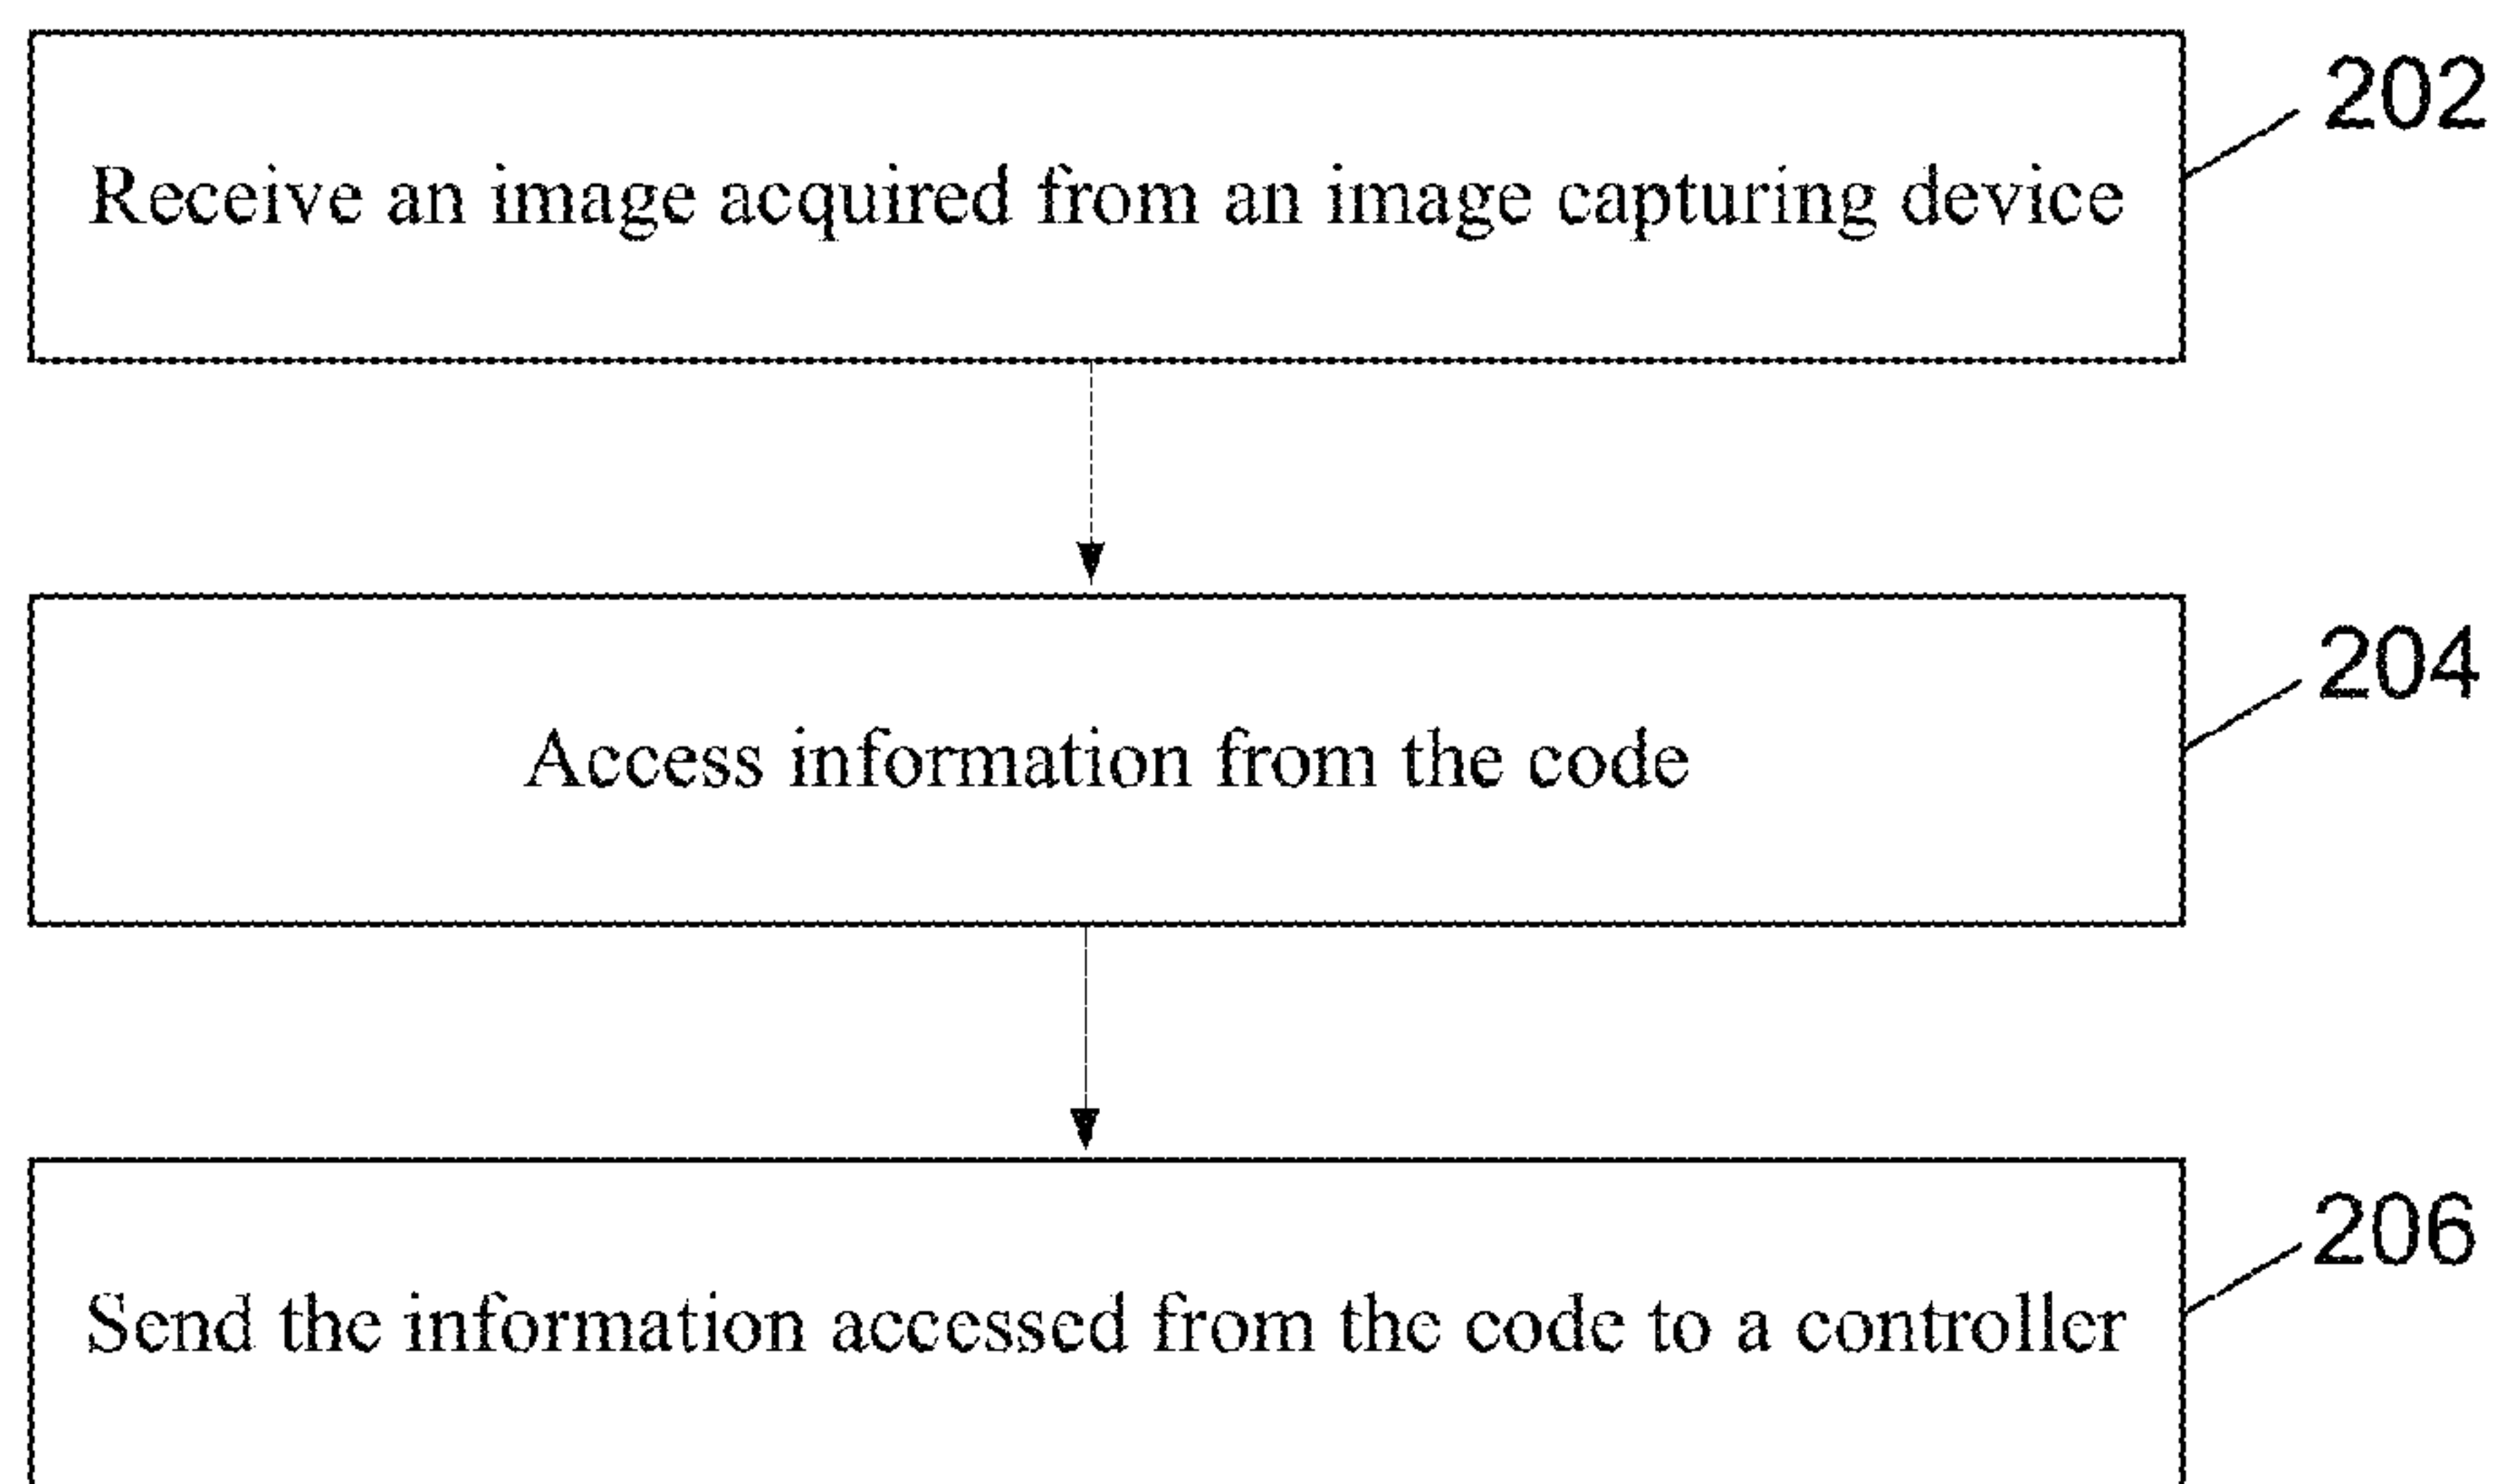 202
Receive an image acquired from an image capturing device
204
Access information from the code
206
Send the information accessed from the code to a controller